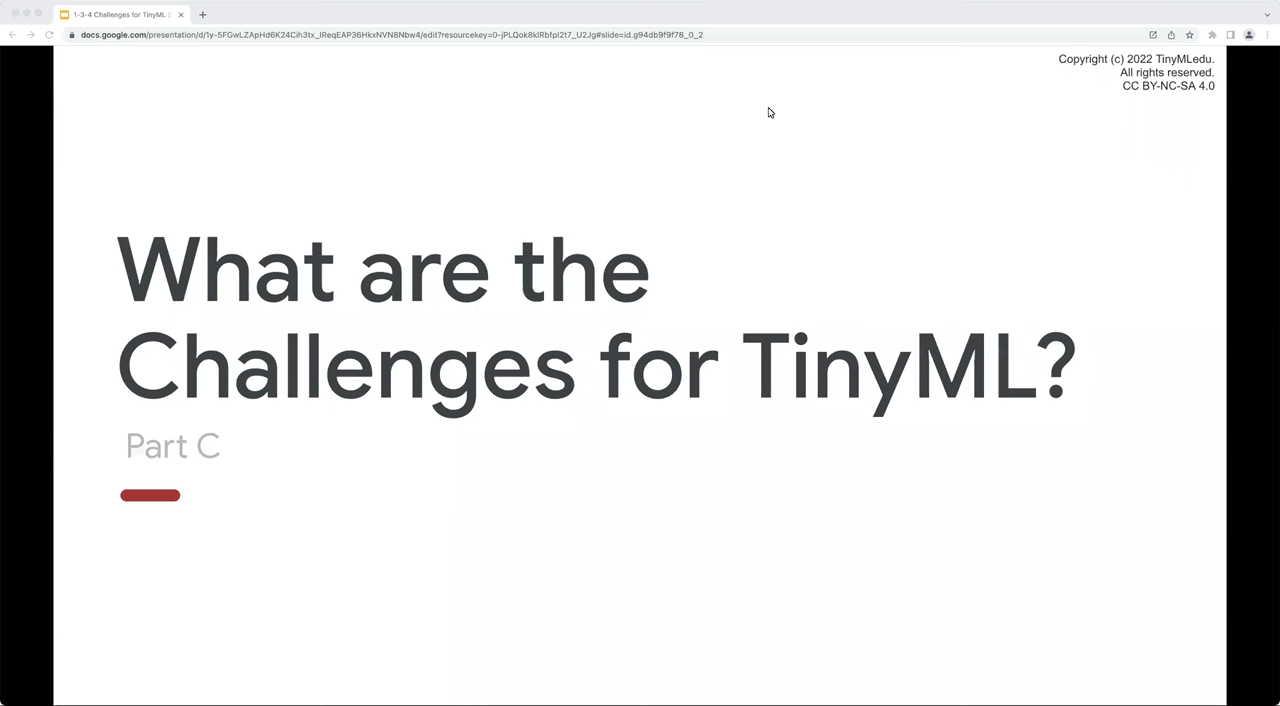 1-3-4 Challenges for TinyML (
docs.google.com/presentation/d/1y-5FGwLZApHd6K24Cih3tx_IReqEAP36HkxNVN8Nbw4/edit?resourcekey=0-jPLQok8klRbfpI2t7_U2Jg#slide=id.g94db9f9f78_0_2
Copyright (c) 2022 TinyMLedu.
All rights reserved.
CC BY-NC-SA 4.0
What are the
Challenges for TinyML?
Part C